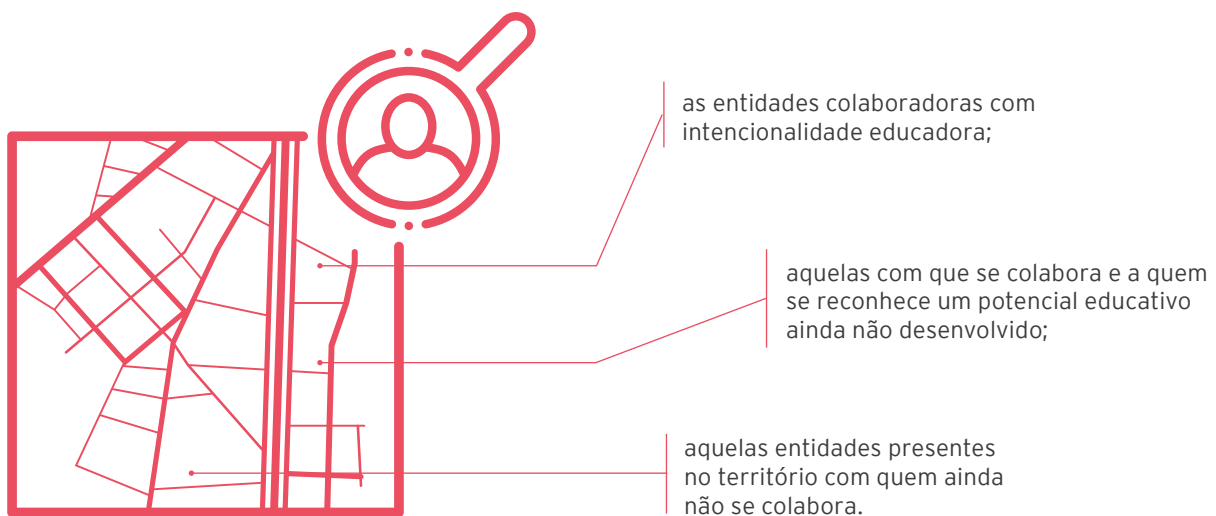 as entidades colaboradoras com
intencionalidade educadora;
aquelas com que se colabora e a quem
se reconhece um potencial educativo
ainda não desenvolvido;
aquelas entidades presentes
no território com quem ainda
não se colabora.